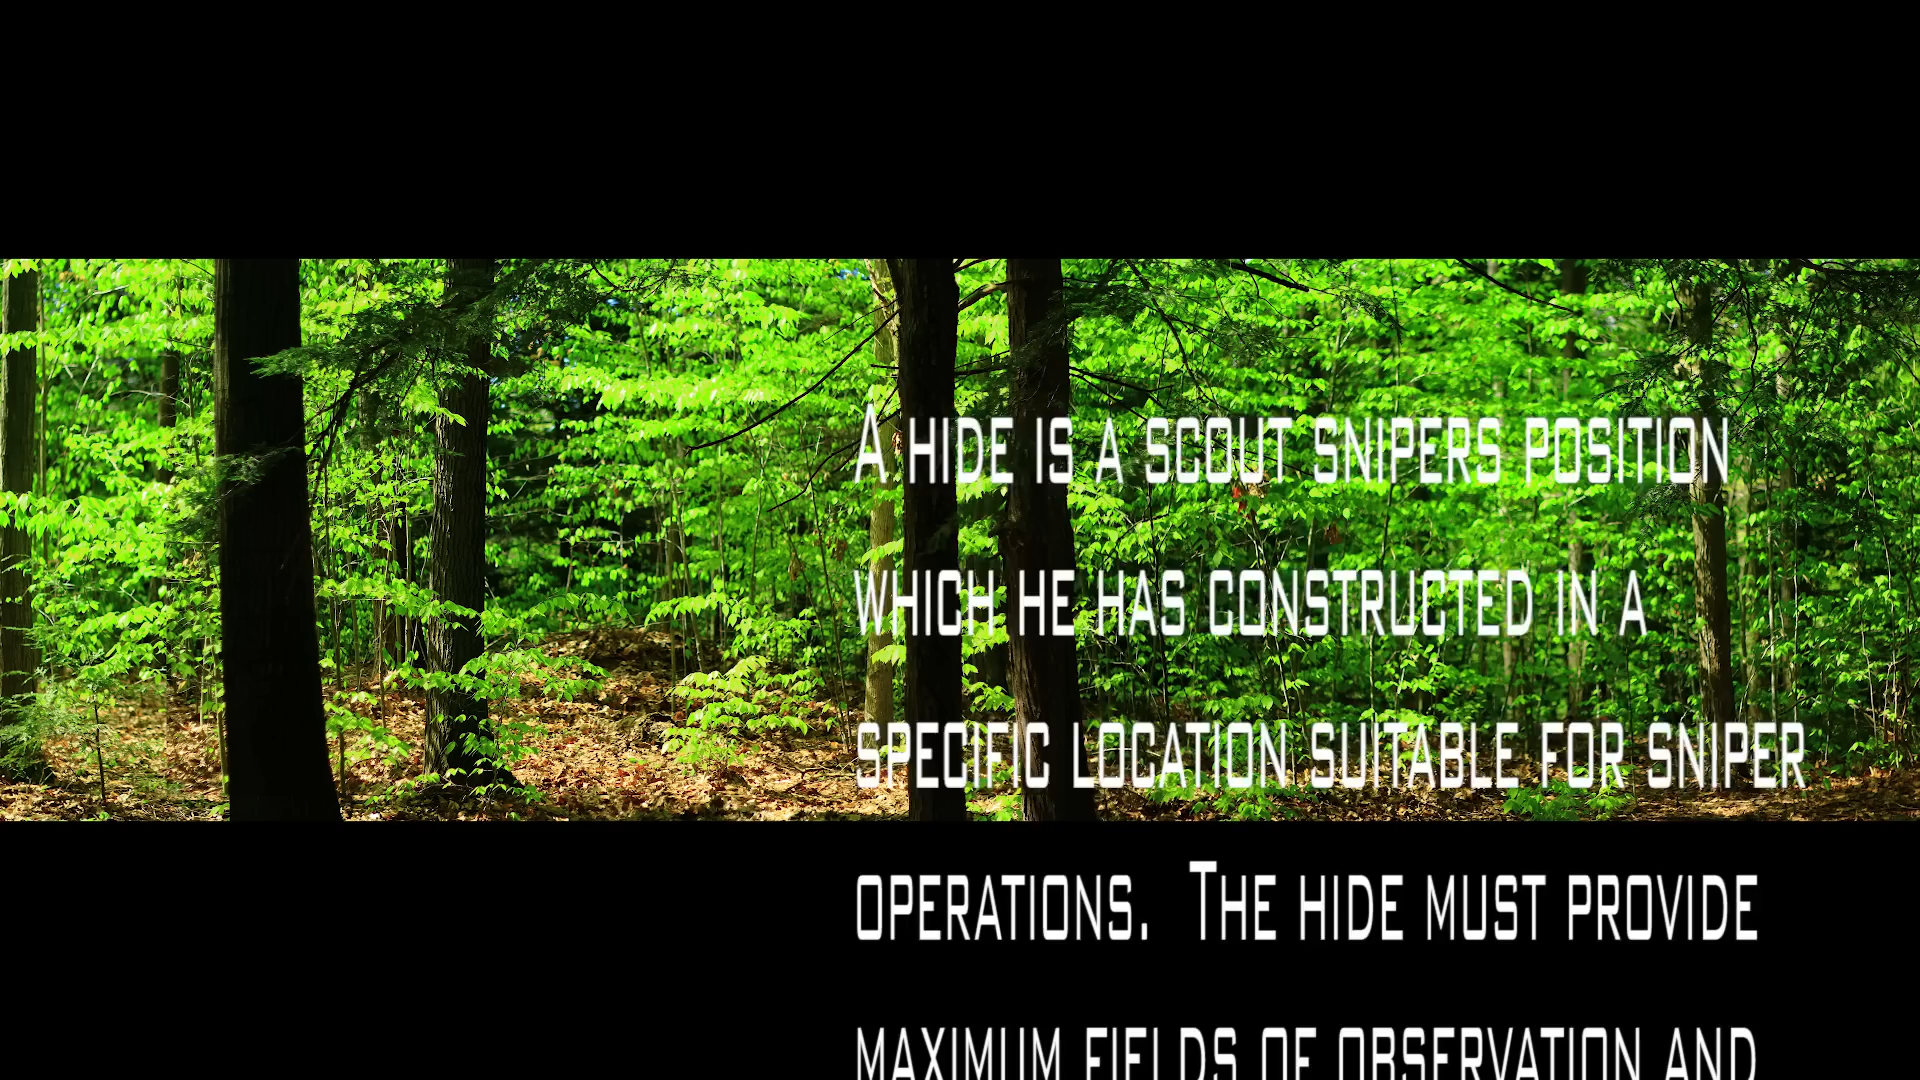 A hide is a scout snipers position
which he has constructed in a
specific location suitable for sniper
operations.  The hide must provide
maximum fields of observation and